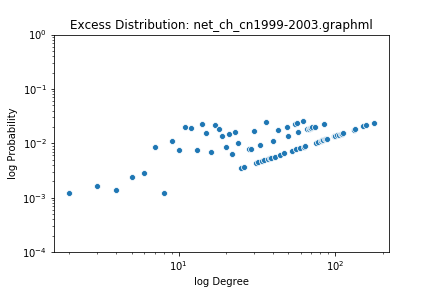 Excess Distribution: net_ch_cn1999-2003.graphml
10⁰
10⁻¹
10⁻²
10⁻³
10⁻⁴
log Probability
10¹ 10²
log Degree